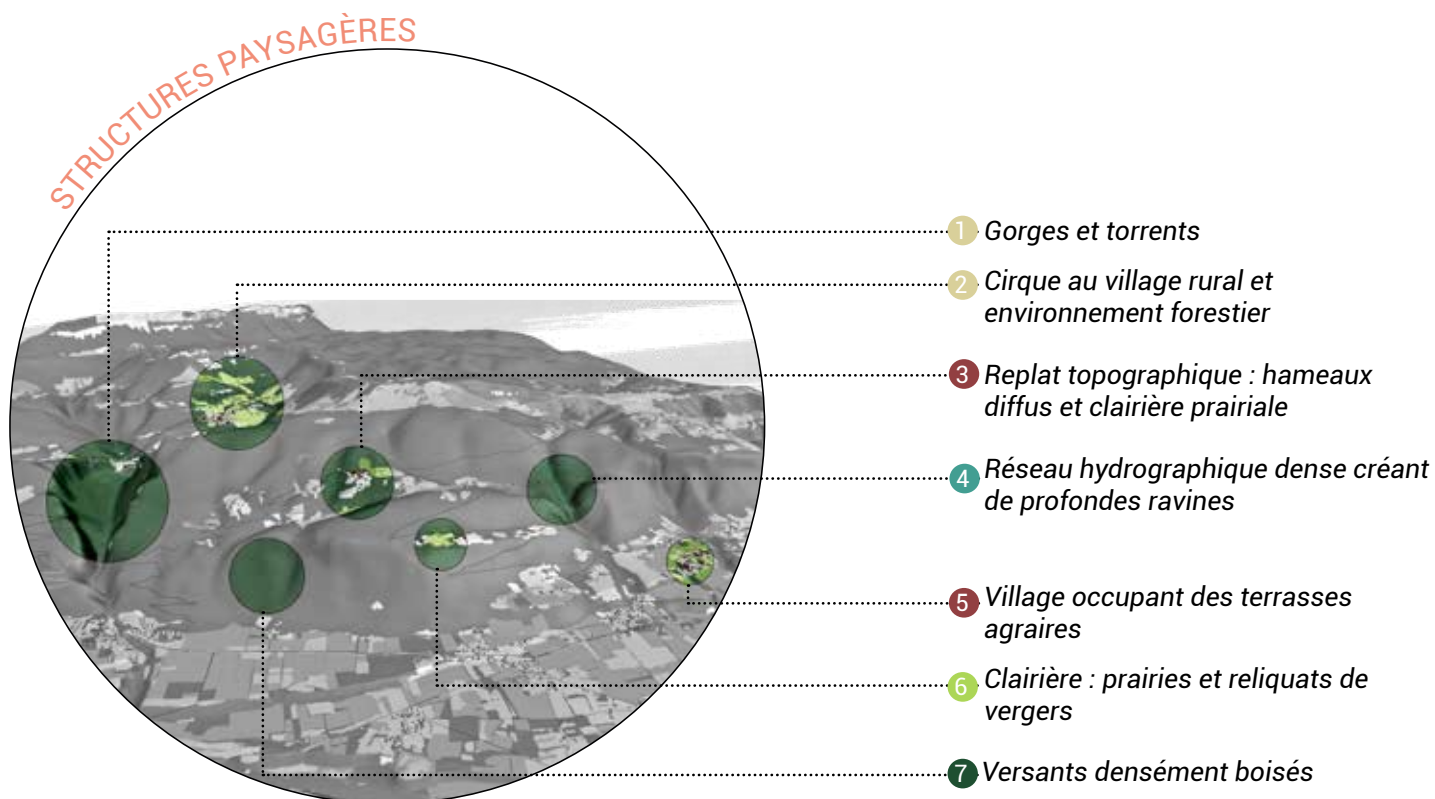 STRUCTURES PAYSAGÈRES
1 Gorges et torrents
2 Cirque au village rural et
environnement forestier
3 Replat topographique : hameaux
diffus et clairière prairiale
4 Réseau hydrographique dense créant
de profondes ravines
5 Village occupant des terrasses
agraires
6 Clairière : prairies et reliquats de
vergers
7 Versants densément boisés